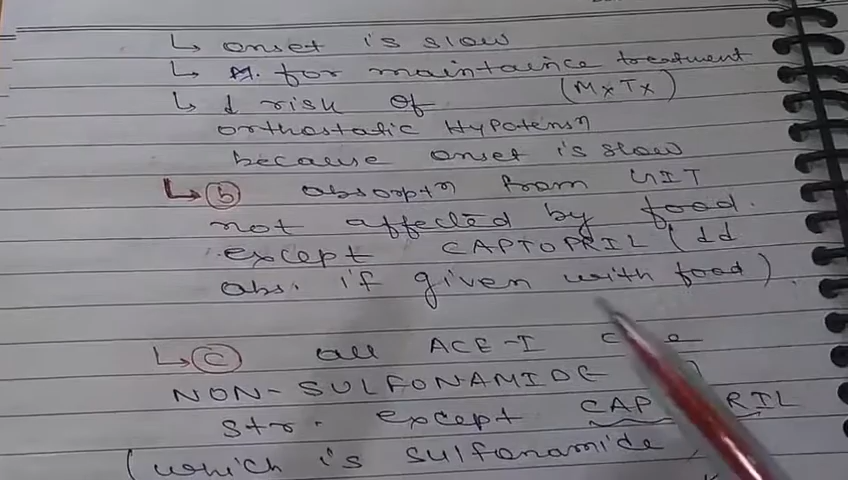 ↳ onset is slow
↳ for maintaince treatment
↳ ↓ risk of (MxTx)
orthostatic Hypotensn
because onset is slow
↳ (b) absorptn from GIT
not affected by food.
except CAPTOPRIL (↓↓
abs. if given with food).
↳ (c) all ACE-I
NON-SULFONAMIDE
str. except CAP RIL
(which is sulfonamide